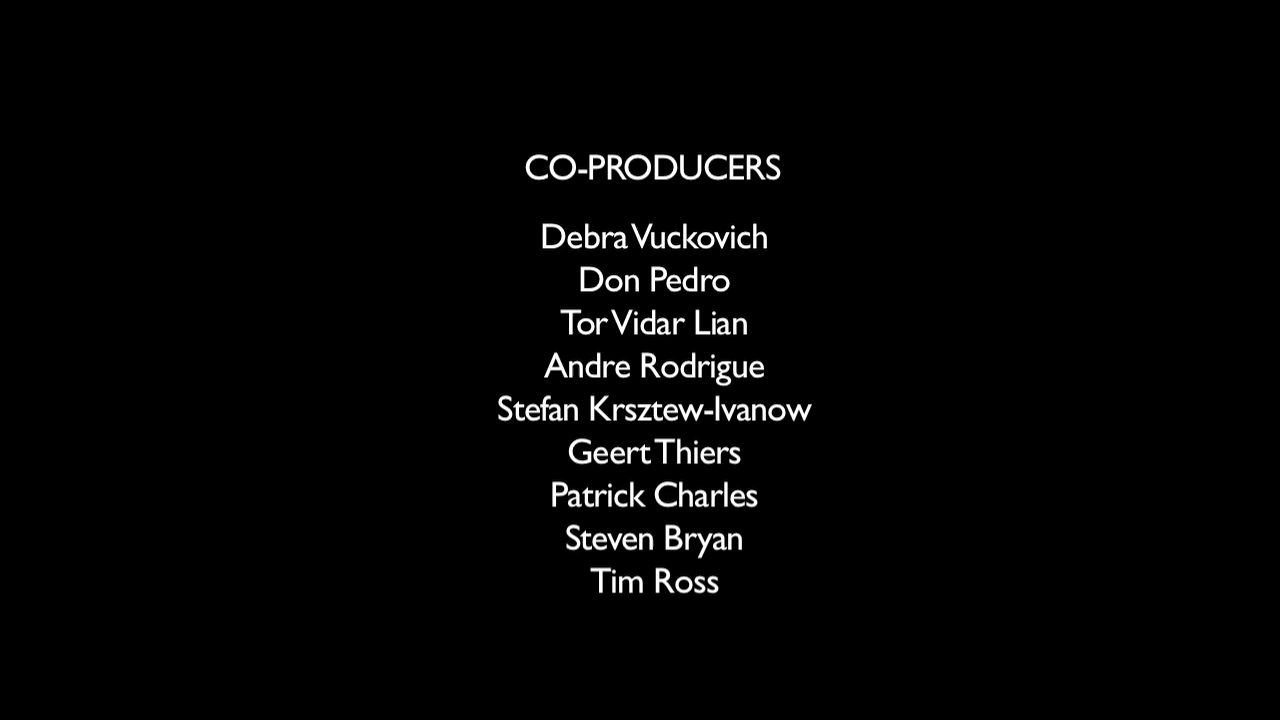 CO-PRODUCERS
Debra Vuckovich
Don Pedro
Tor Vidar Lian
Andre Rodrigue
Stefan Krsztew-Ivanow
Geert Thiers
Patrick Charles
Steven Bryan
Tim Ross